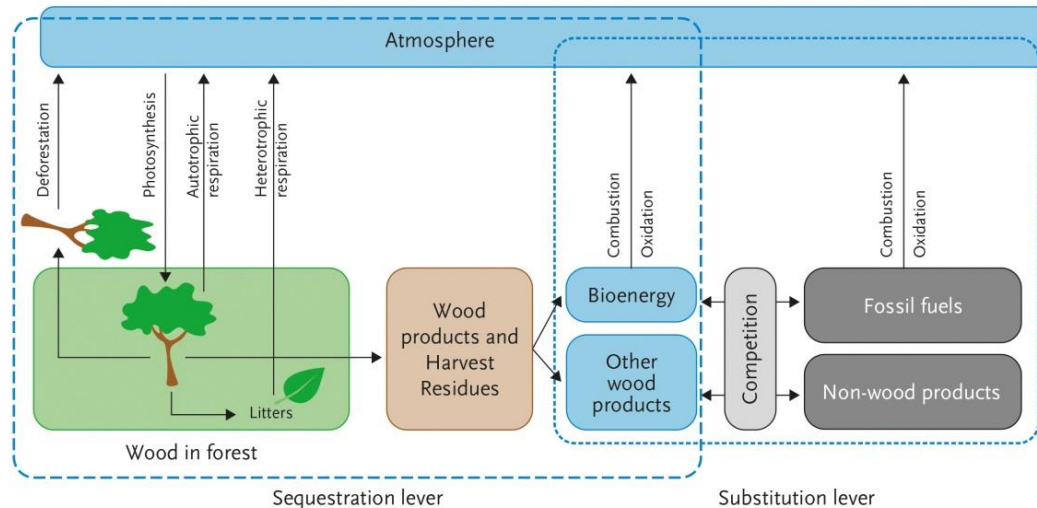 Atmosphere
Deforestation
Photosynthesis
Autotrophic
respiration
Heterotrophic
respiration
Combustion
Oxidation
Combustion
Oxidation
Litters
Wood in forest
Wood
products and
Harvest
Residues
Bioenergy
Other
wood
products
Competition
Fossil fuels
Non-wood products
Sequestration lever
Substitution lever